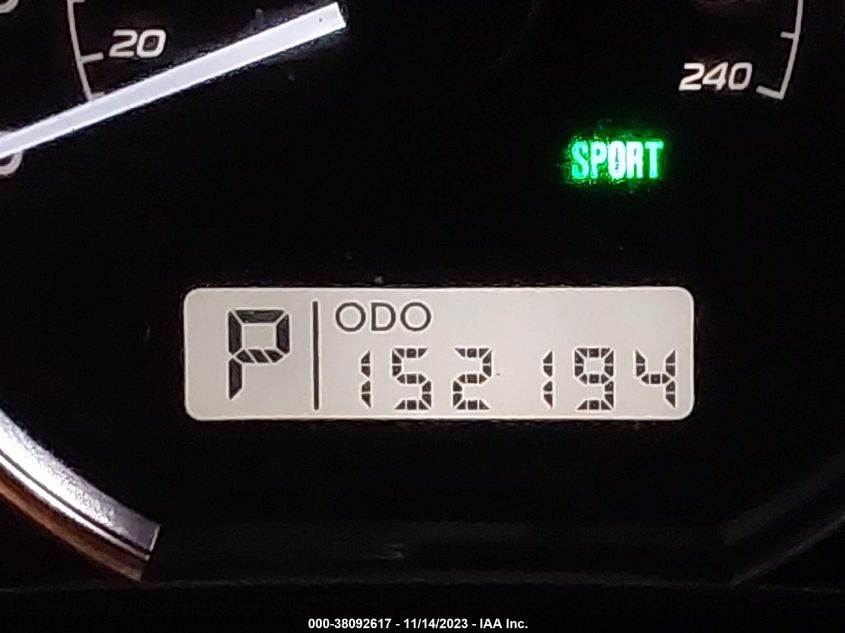 20
240
SPORT
P
ODO
152194
000-38092617 - 11/14/2023 - IAA Inc.